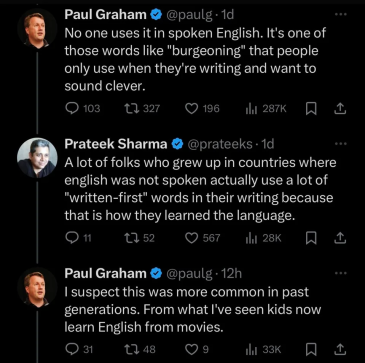 Paul Graham @paulg · 1d
No one uses it in spoken English. It's one of
those words like "burgeoning" that people
only use when they're writing and want to
sound clever.
103 327 196 287K
Prateek Sharma @prateeks · 1d
A lot of folks who grew up in countries where
english was not spoken actually use a lot of
"written-first" words in their writing because
that is how they learned the language.
11 52 567 28K
Paul Graham @paulg · 12h
I suspect this was more common in past
generations. From what I've seen kids now
learn English from movies.
31 48 9 33K